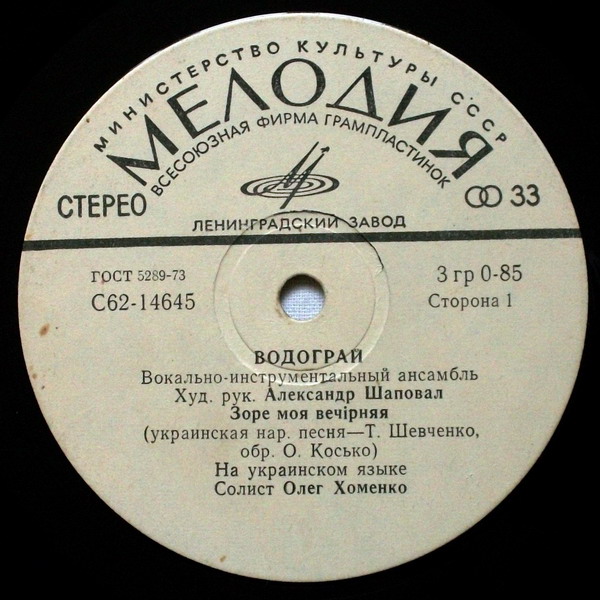 МИНИСТЕРСТВО КУЛЬТУРЫ СССР
МЕЛОДИЯ
ВСЕСОЮЗНАЯ ФИРМА ГРАМПЛАСТИНОК
СТЕРЕО
33
ЛЕНИНГРАДСКИЙ ЗАВОД
ГОСТ 5289-73
3 гр 0-85
С62-14645
Сторона 1
ВОДОГРАЙ
Вокально-инструментальный ансамбль
Худ. рук. Александр Шаповал
Зоре моя вечiрняя
(украинская нар. песня—Т. Шевченко,
обр. О. Косько)
На украинском языке
Солист Олег Хоменко